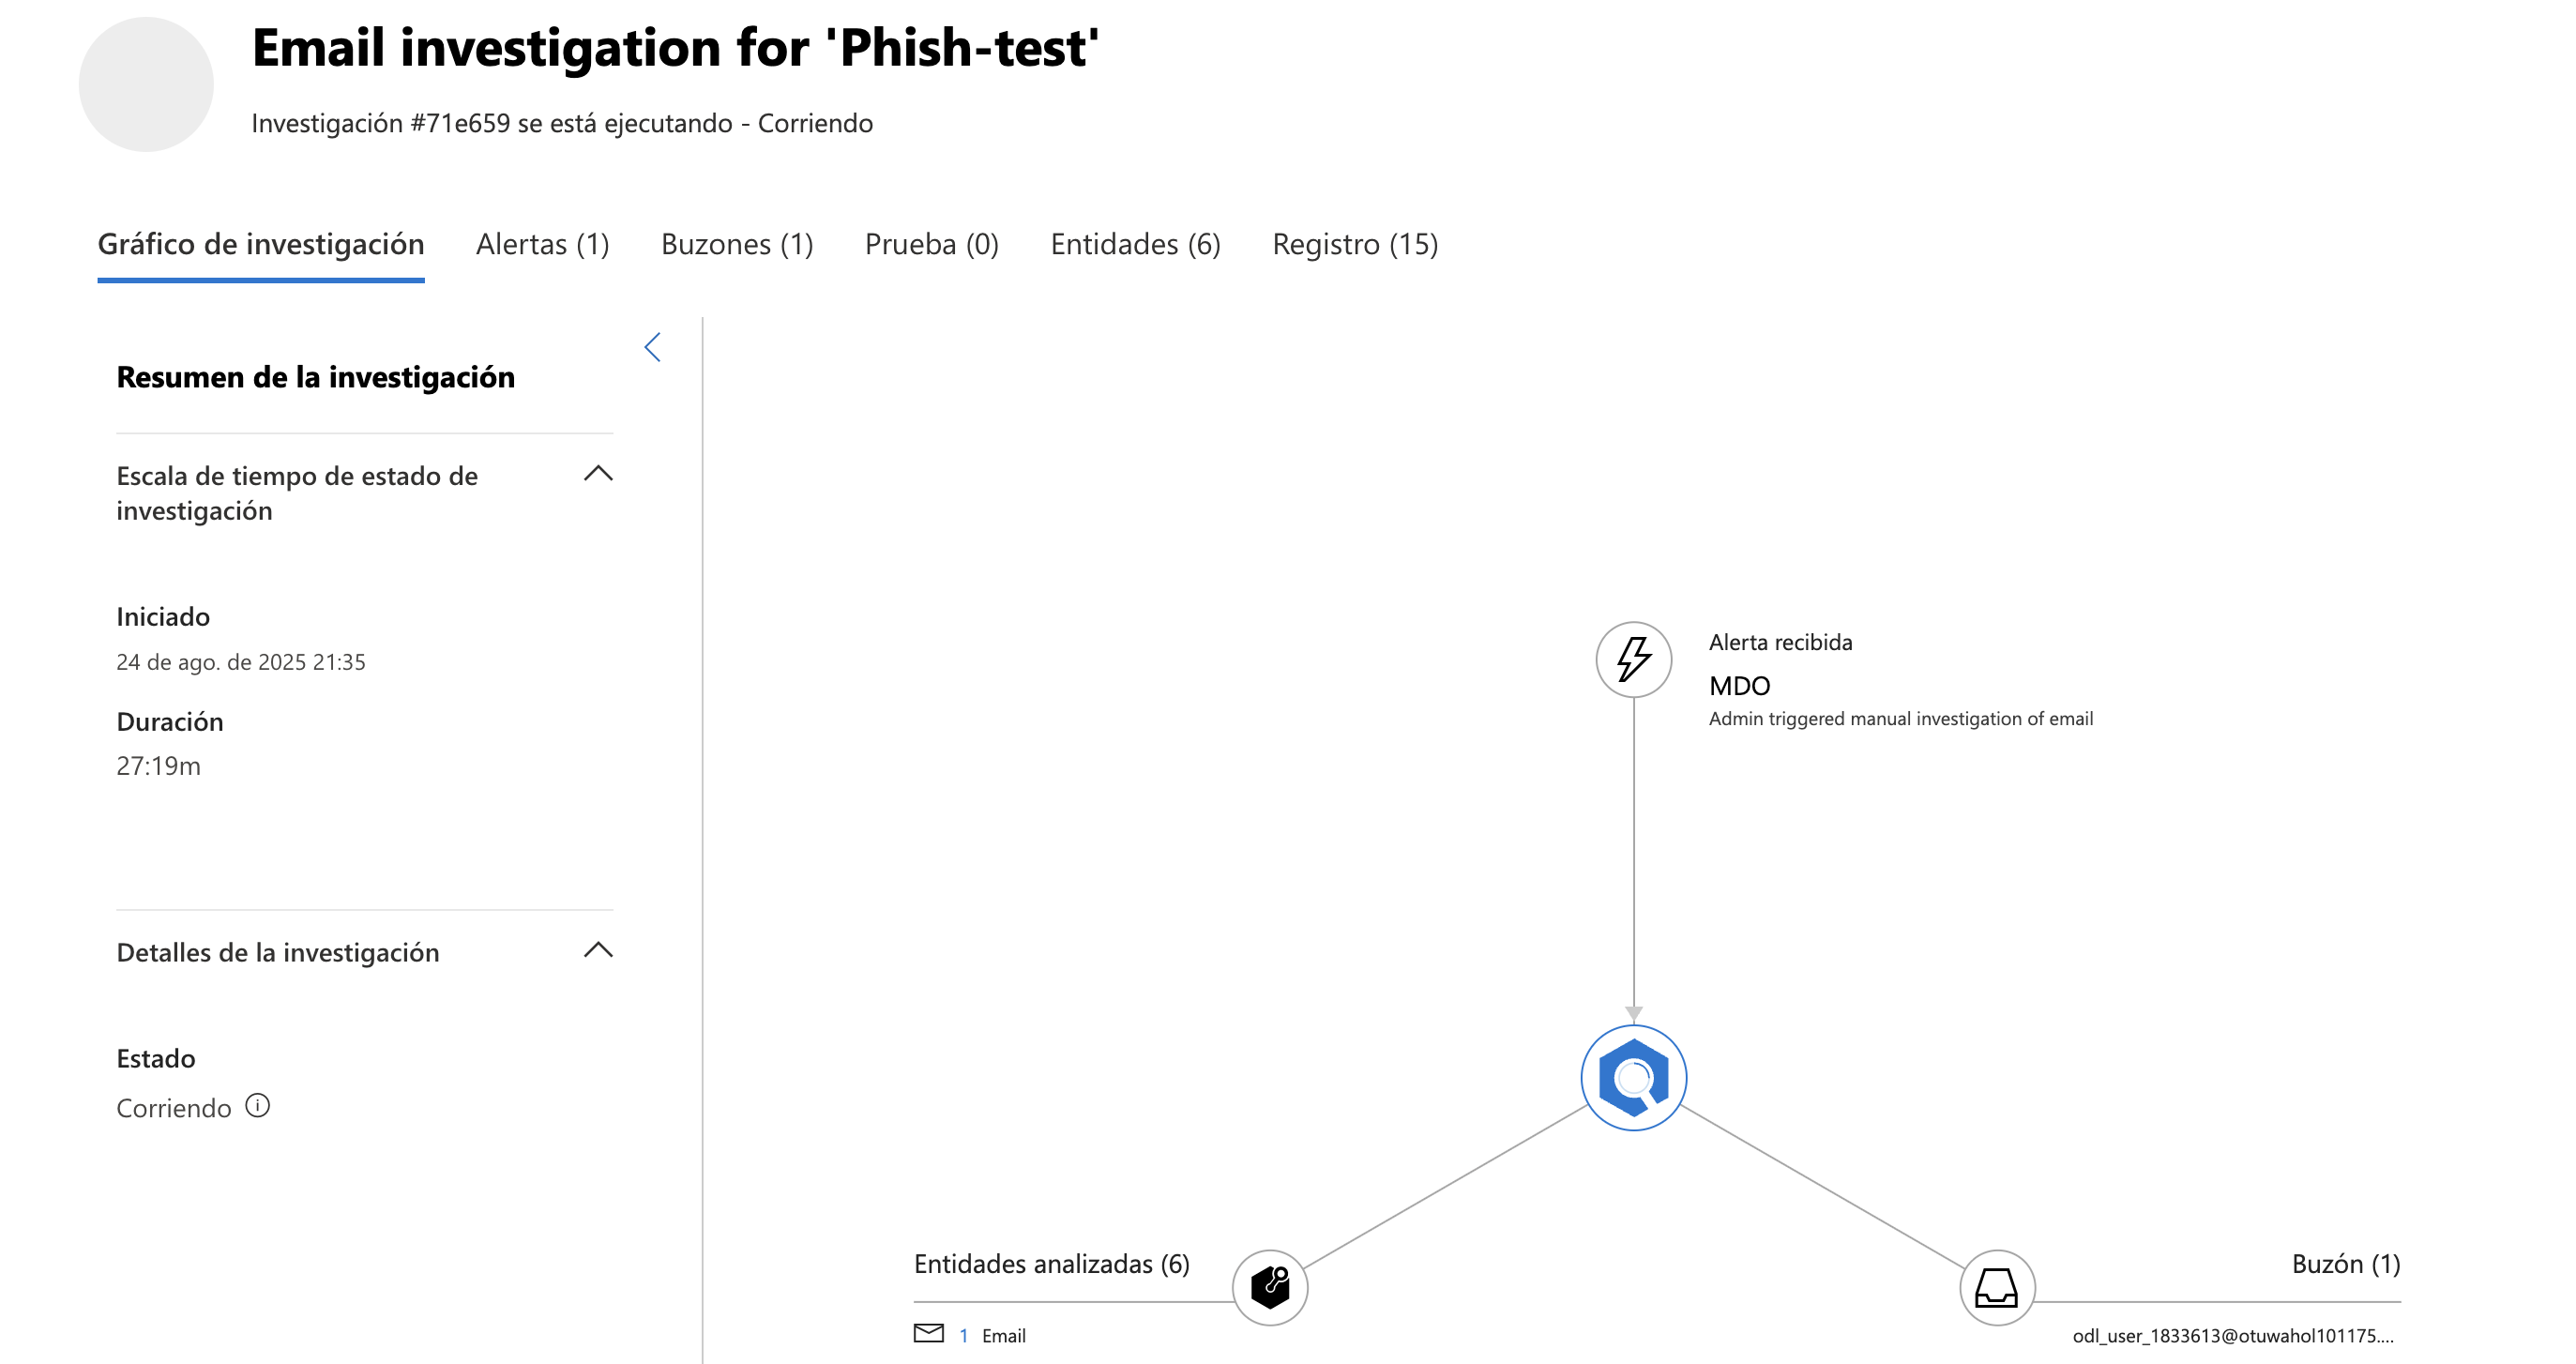 Email investigation for 'Phish-test'
Investigación #71e659 se está ejecutando - Corriendo
Gráfico de investigación
Alertas (1)
Buzones (1)
Prueba (0)
Entidades (6)
Registro (15)
Resumen de la investigación
Escala de tiempo de estado de
investigación
Iniciado
24 de ago. de 2025 21:35
Duración
27:19m
Detalles de la investigación
Estado
Corriendo
Alerta recibida
MDO
Admin triggered manual investigation of email
Entidades analizadas (6)
1 Email
Buzón (1)
odl_user_1833613@otuwahol101175....